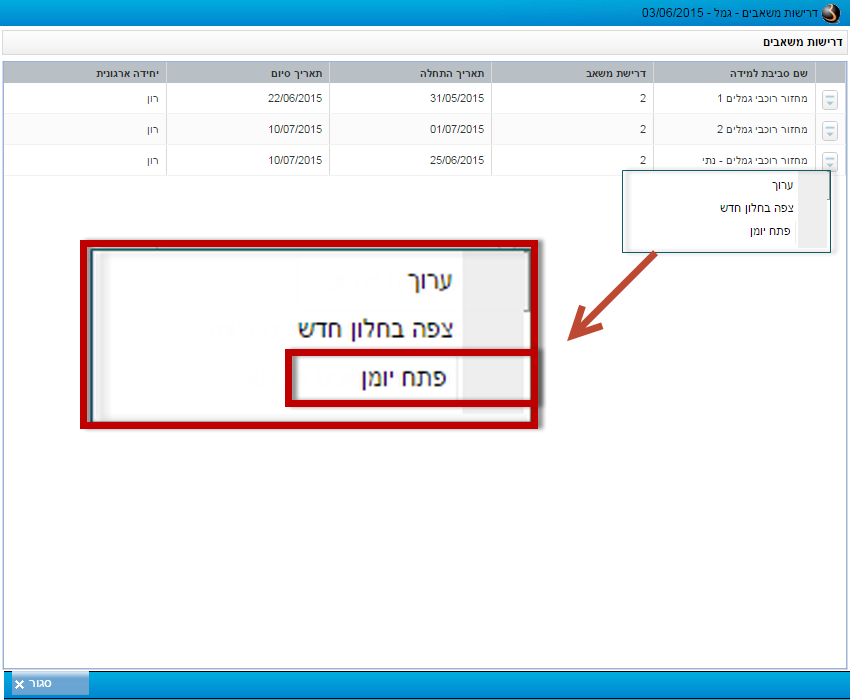 דרישות משאבים - גמל - 03/06/2015
דרישות משאבים
שם סביבת למידה דרישת משאב תאריך התחלה תאריך סיום יחידה ארגונית
מחזור רוכבי גמלים 1 2 31/05/2015 22/06/2015 רון
מחזור רוכבי גמלים 2 2 01/07/2015 10/07/2015 רון
מחזור רוכבי גמלים - נתי 2 25/06/2015 10/07/2015 רון
ערוך
צפה בחלון חדש
פתח יומן
ערוך
צפה בחלון חדש
פתח יומן
סגור